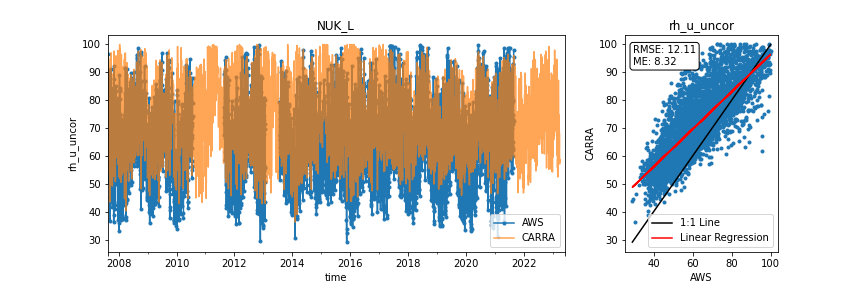 NUK_L
rh_u_uncor
100
90
80
70
60
50
40
30
2008
2010
2012
2014
2016
2018
2020
2022
time
AWS
CARRA
rh_u_uncor
CARRA
100
90
80
70
60
50
40
30
RMSE: 12.11
ME: 8.32
1:1 Line
Linear Regression
40
60
80
100
AWS